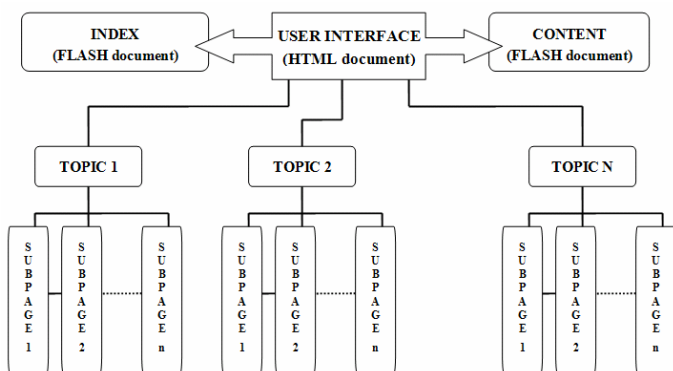 INDEX
(FLASH document)
USER INTERFACE
(HTML document)
CONTENT
(FLASH document)
TOPIC 1
TOPIC 2
TOPIC N
SUBPAGE 1
SUBPAGE 2
SUBPAGE n
SUBPAGE 1
SUBPAGE 2
SUBPAGE n
SUBPAGE 1
SUBPAGE 2
SUBPAGE n